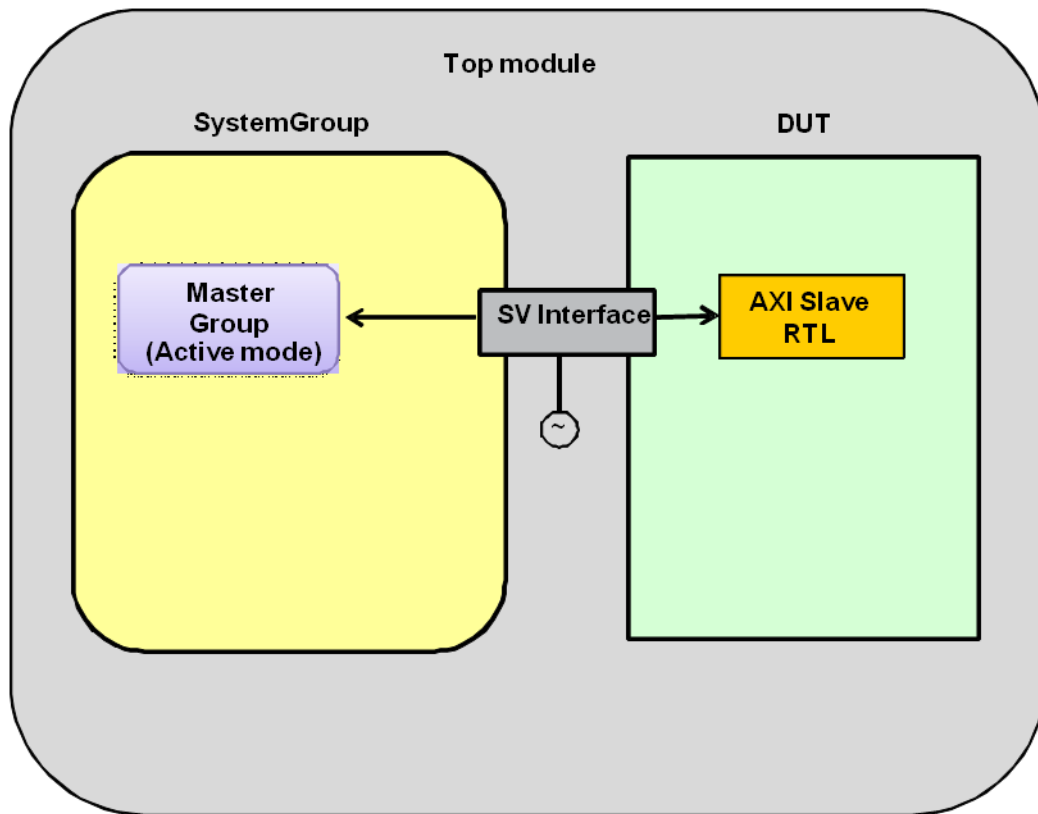 Top module
SystemGroup
DUT
Master
Group
(Active mode)
SV Interface
AXI Slave
RTL
~